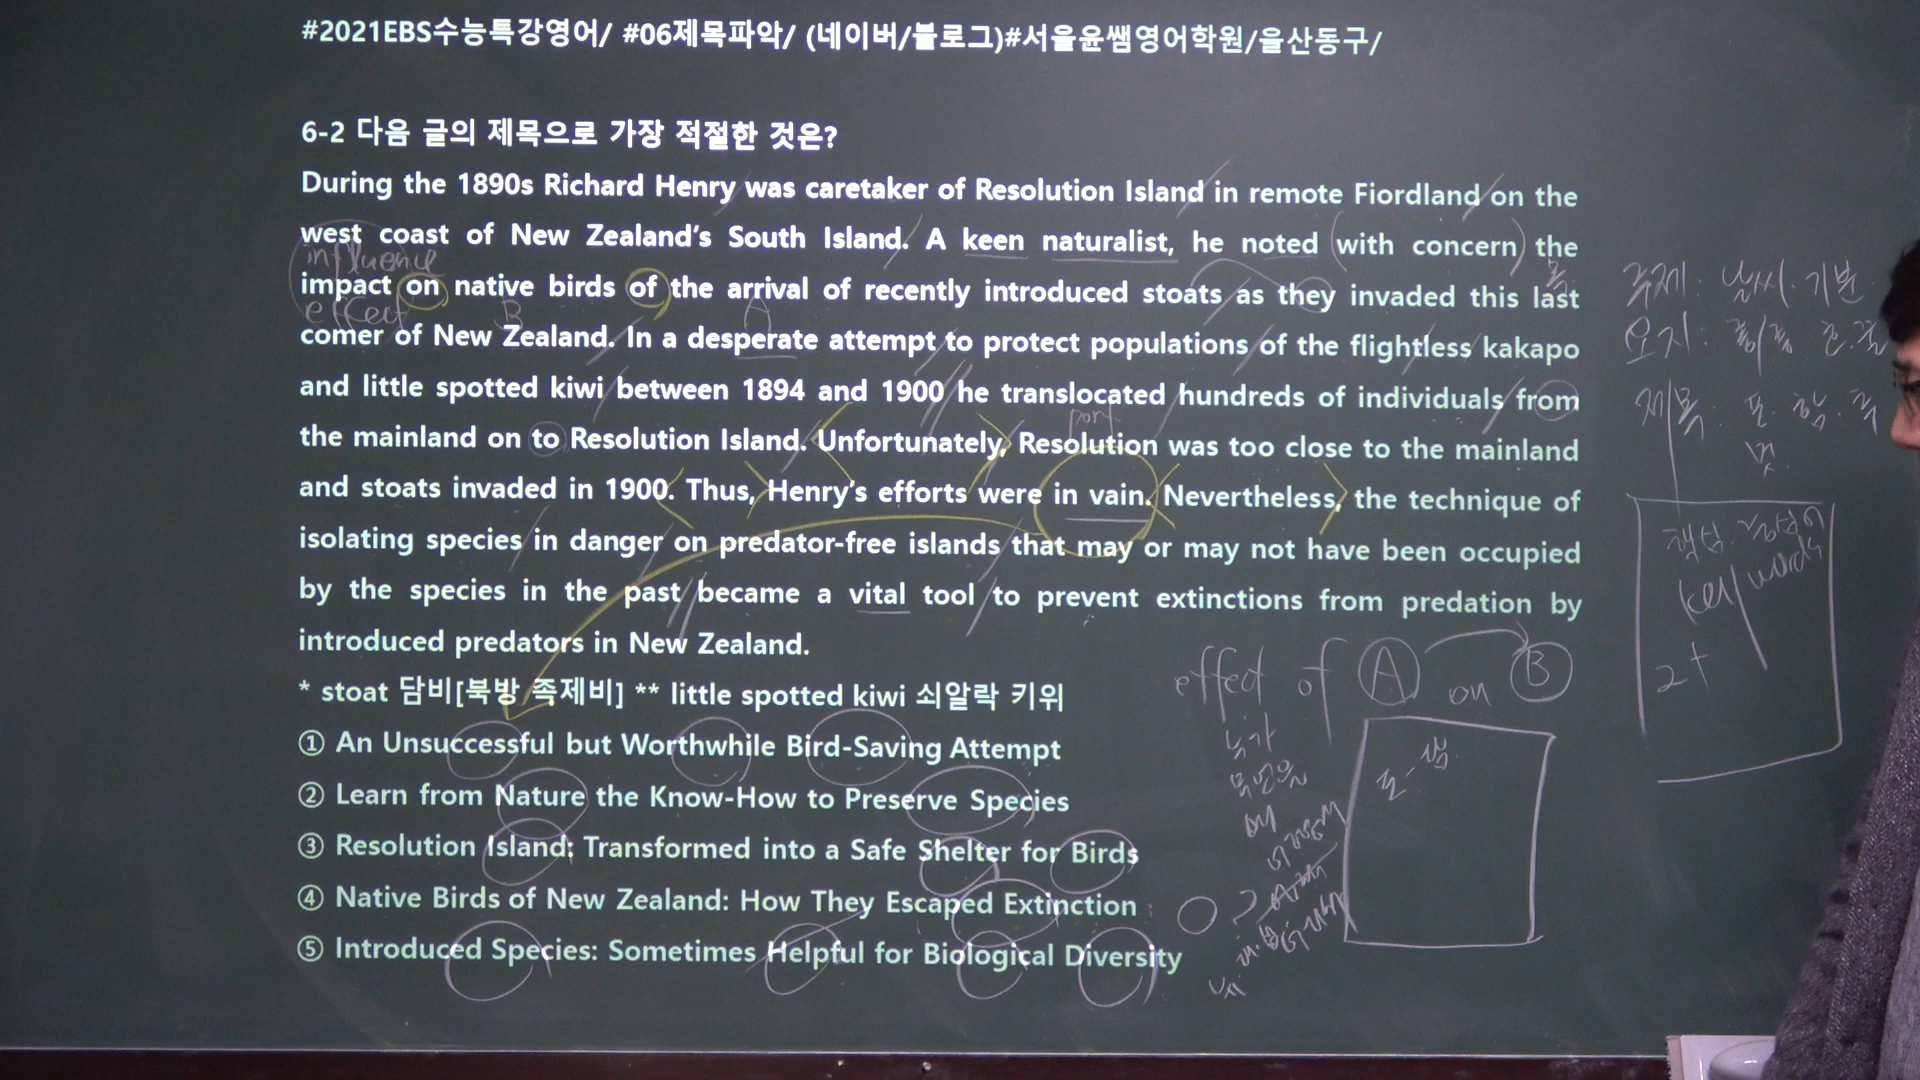 #2021EBS수능특강영어/ #06제목파악/ (네이버/블로그)#서울윤쌤영어학원/울산동구/
6-2 다음 글의 제목으로 가장 적절한 것은?
During the 1890s Richard Henry was caretaker of Resolution Island in remote Fiordland on the
west coast of New Zealand's South Island. A keen naturalist, he noted with concern the
influence
impact on native birds of the arrival of recently introduced stoats as they invaded this last
effect B A
comer of New Zealand. In a desperate attempt to protect populations of the flightless kakapo
and little spotted kiwi between 1894 and 1900 he translocated hundreds of individuals from
the mainland on to Resolution Island. Unfortunately, Resolution was too close to the mainland
and stoats invaded in 1900. Thus, Henry's efforts were in vain. Nevertheless, the technique of
isolating species in danger on predator-free islands that may or may not have been occupied
by the species in the past became a vital tool to prevent extinctions from predation by
introduced predators in New Zealand.
* stoat 담비[북방 족제비] ** little spotted kiwi 쇠알락 키위
① An Unsuccessful but Worthwhile Bird-Saving Attempt
② Learn from Nature the Know-How to Preserve Species
③ Resolution Island: Transformed into a Safe Shelter for Birds
④ Native Birds of New Zealand: How They Escaped Extinction
⑤ Introduced Species: Sometimes Helpful for Biological Diversity
effect of A on B
주제: 날씨. 기분
요지:
제목:
key words
2+